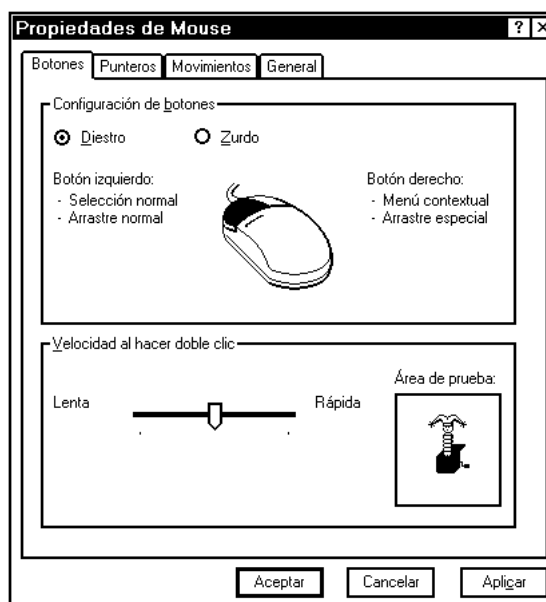 Propiedades de Mouse ? ×
Botones Punteros Movimientos General
Configuración de botones
Diestro Zurdo
Botón izquierdo:
- Selección normal
- Arrastre normal
Botón derecho:
- Menú contextual
- Arrastre especial
Velocidad al hacer doble clic
Lenta Rápida
Área de prueba:
Aceptar Cancelar Aplicar